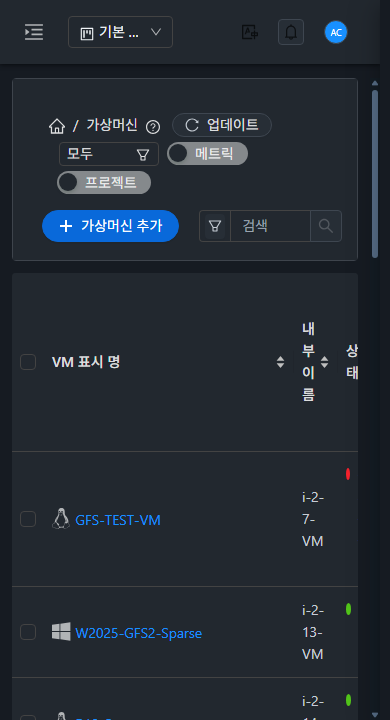 기본 ...
AC
/ 가상머신 업데이트
모두 메트릭
프로젝트
가상머신 추가 검색
VM 표시 명
내
부
이
름
상
태
GFS-TEST-VM
i-2-
7-
VM
W2025-GFS2-Sparse
i-2-
13-
VM
i-2-